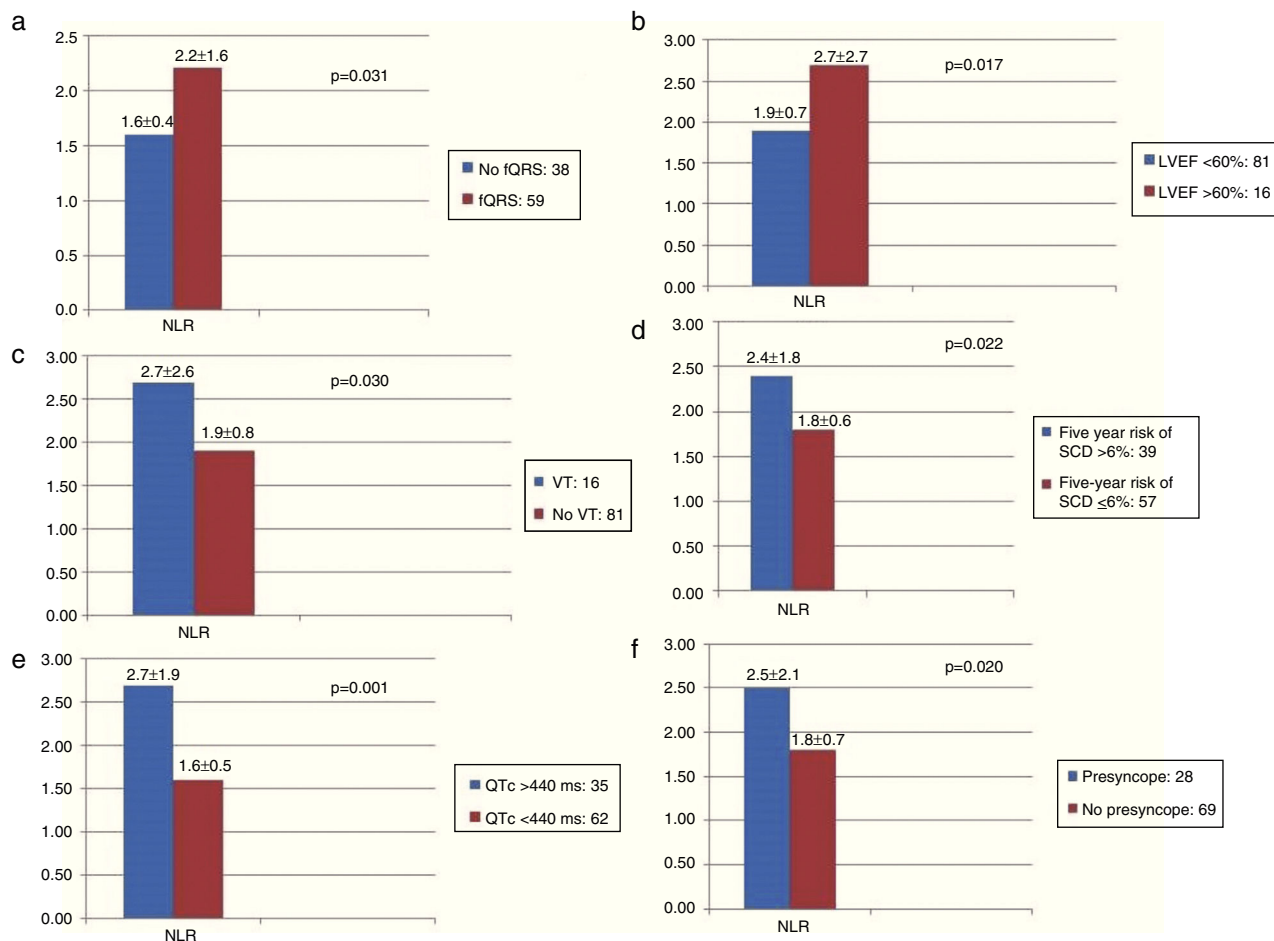 a
2.5
2.0
1.5
1.0
0.5
0.0
2.2±1.6
1.6±0.4
p=0.031
NLR
No fQRS: 38
fQRS: 59
b
3.00
2.50
2.00
1.50
1.00
0.50
0.00
2.7±2.7
1.9±0.7
p=0.017
NLR
LVEF <60%: 81
LVEF >60%: 16
c
3.00
2.50
2.00
1.50
1.00
0.50
0.00
2.7±2.6
1.9±0.8
p=0.030
NLR
VT: 16
No VT: 81
d
3.00
2.50
2.00
1.50
1.00
0.50
0.00
2.4±1.8
1.8±0.6
p=0.022
NLR
Five year risk of
SCD >6%: 39
Five-year risk of
SCD ≤6%: 57
e
3.00
2.50
2.00
1.50
1.00
0.50
0.00
2.7±1.9
1.6±0.5
p=0.001
NLR
QTc >440 ms: 35
QTc <440 ms: 62
f
3.00
2.50
2.00
1.50
1.00
0.50
0.00
2.5±2.1
1.8±0.7
p=0.020
NLR
Presyncope: 28
No presyncope: 69